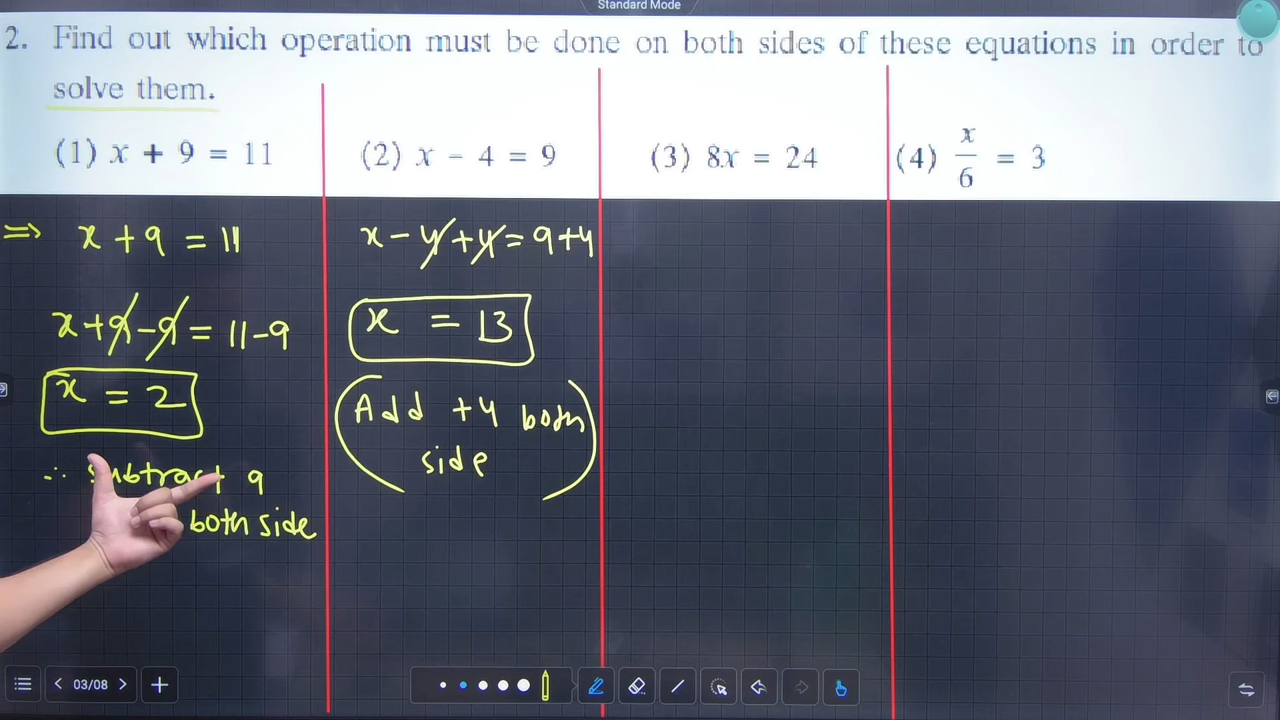 Standard Mode
2. Find out which operation must be done on both sides of these equations in order to
solve them.
(1) x + 9 = 11
(2) x - 4 = 9
(3) 8x = 24
(4) x/6 = 3
⇒ x + 9 = 11
x + 9 - 9 = 11 - 9
x = 2
∴ subtract 9
both side
x - 4 + 4 = 9 + 4
x = 13
(Add +4 both
side)
03/08